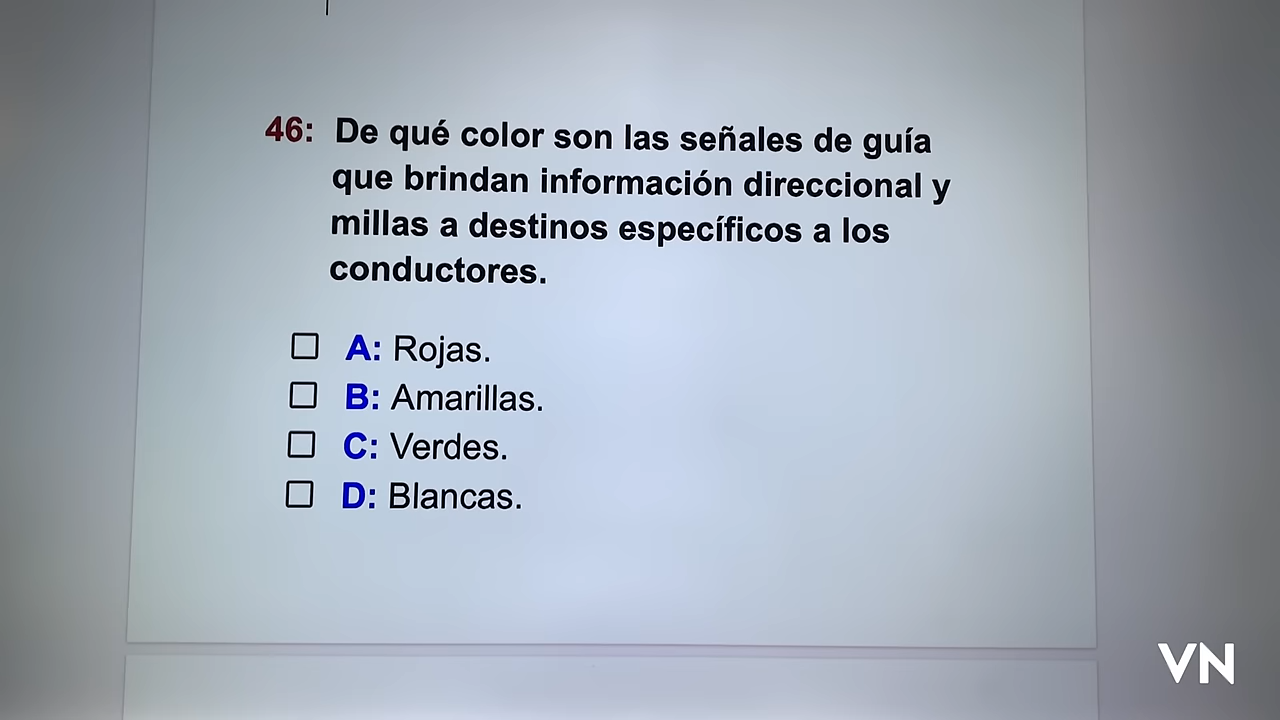 46: De qué color son las señales de guía
que brindan información direccional y
millas a destinos específicos a los
conductores.
A: Rojas.
B: Amarillas.
C: Verdes.
D: Blancas.
VN